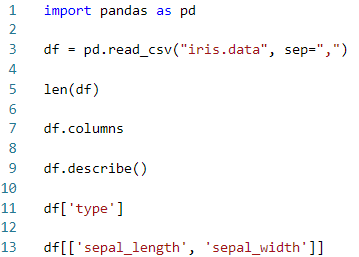 1 import pandas as pd
2
3 df = pd.read_csv("iris.data", sep=",")
4
5 len(df)
6
7 df.columns
8
9 df.describe()
10
11 df['type']
12
13 df[['sepal_length', 'sepal_width']]